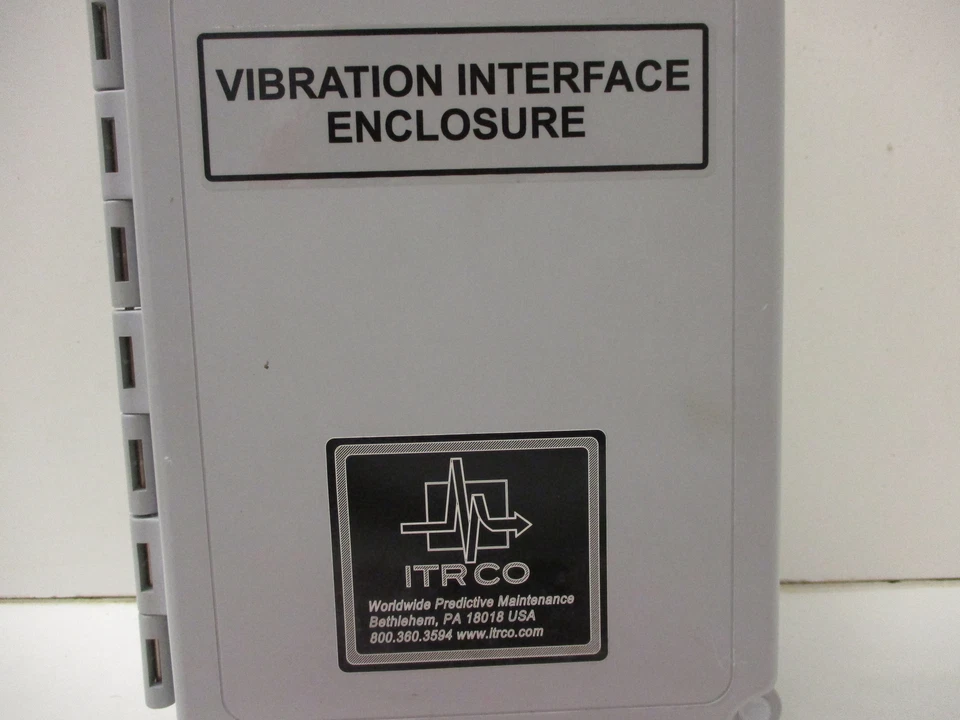 VIBRATION INTERFACE
ENCLOSURE
ITRCO
Worldwide Predictive Maintenance
Bethlehem, PA 18018 USA
800.360.3594 www.itrco.com